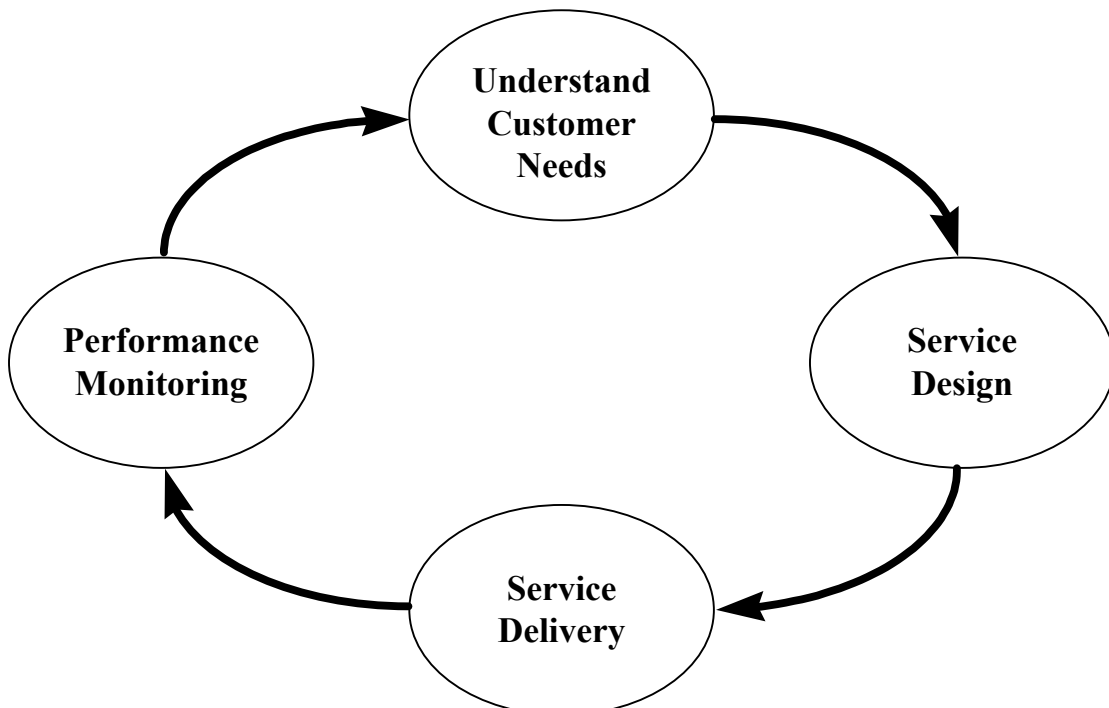 Understand
Customer
Needs
Performance
Monitoring
Service
Design
Service
Delivery